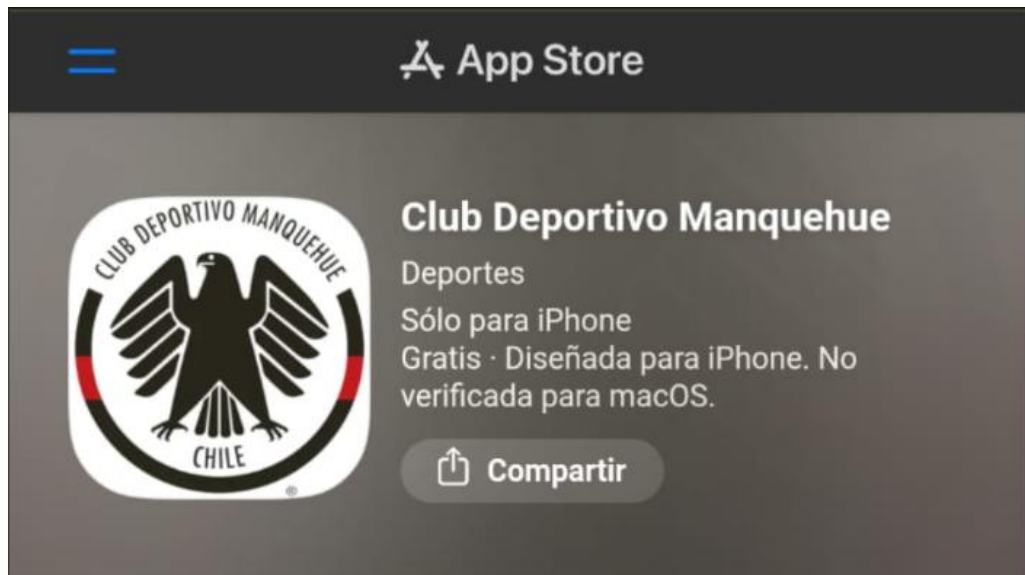 App Store
CLUB DEPORTIVO MANQUEHUE
CHILE
®
Club Deportivo Manquehue
Deportes
Sólo para iPhone
Gratis · Diseñada para iPhone. No
verificada para macOS.
Compartir